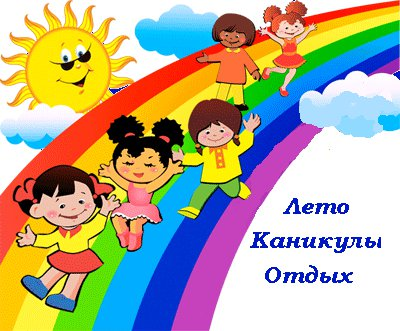 Лето
Каникулы
Отдых